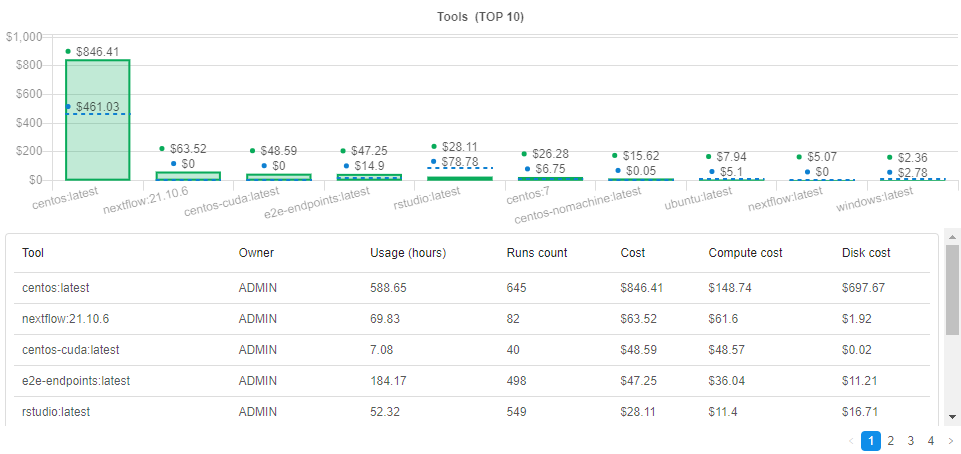 Tools (TOP 10)
$1,000
$800
$600
$400
$200
$0
$846.41
$461.03
$63.52
$0
$48.59
$0
$47.25
$14.9
$28.11
$78.78
$26.28
$6.75
$15.62
$0.05
$7.94
$5.1
$5.07
$0
$2.36
$2.78
centos:latest
nextflow:21.10.6
centos-cuda:latest
e2e-endpoints:latest
rstudio:latest
centos:7
centos-nomachine:latest
ubuntu:latest
nextflow:latest
windows:latest
Tool Owner Usage (hours) Runs count Cost Compute cost Disk cost
centos:latest ADMIN 588.65 645 $846.41 $148.74 $697.67
nextflow:21.10.6 ADMIN 69.83 82 $63.52 $61.6 $1.92
centos-cuda:latest ADMIN 7.08 40 $48.59 $48.57 $0.02
e2e-endpoints:latest ADMIN 184.17 498 $47.25 $36.04 $11.21
rstudio:latest ADMIN 52.32 549 $28.11 $11.4 $16.71
< 1 2 3 4 >